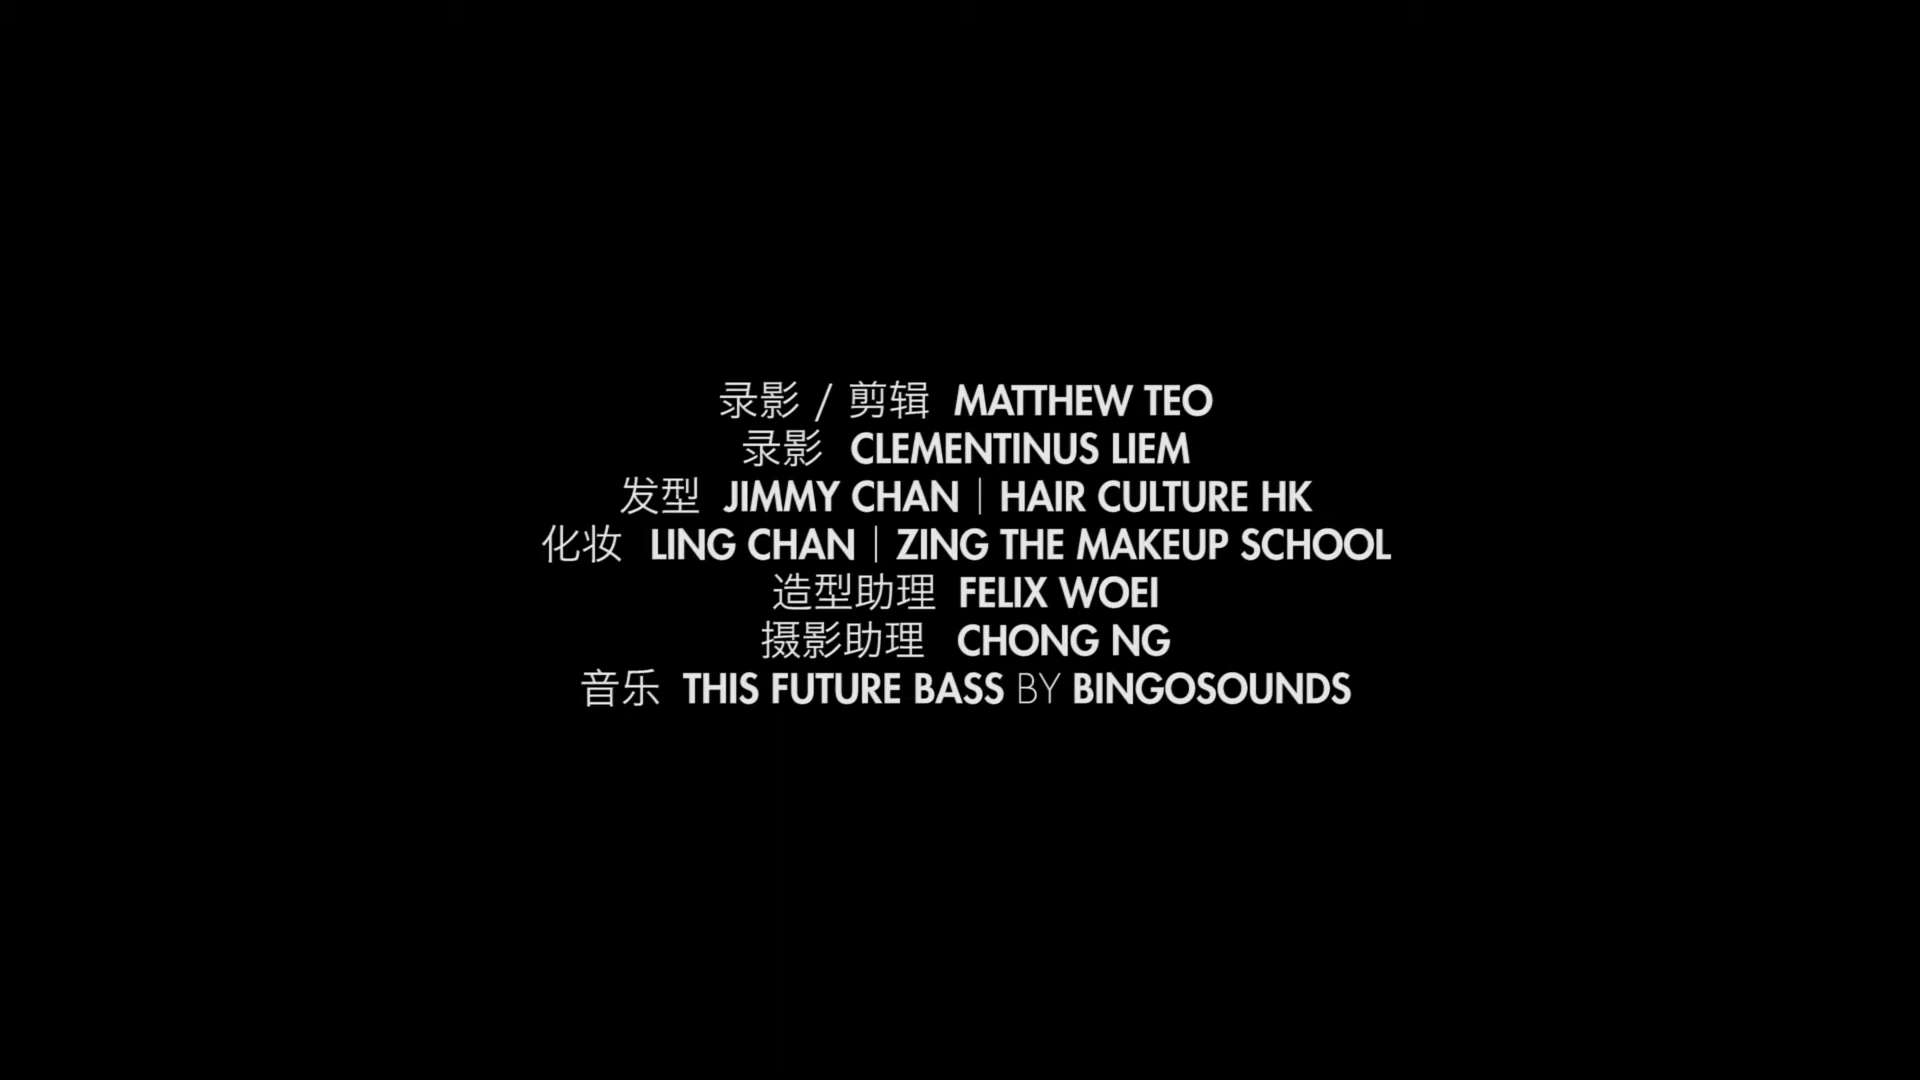 录影 / 剪辑 MATTHEW TEO
录影 CLEMENTINUS LIEM
发型 JIMMY CHAN | HAIR CULTURE HK
化妆 LING CHAN | ZING THE MAKEUP SCHOOL
造型助理 FELIX WOEI
摄影助理 CHONG NG
音乐 THIS FUTURE BASS BY BINGOSOUNDS